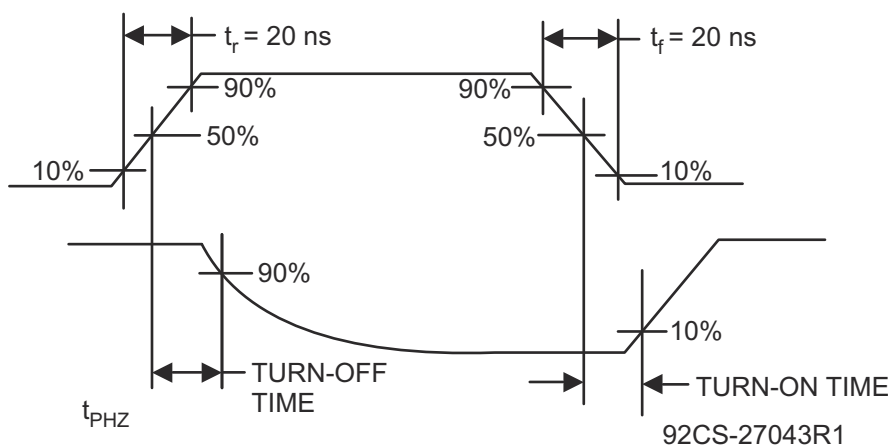 t_r = 20 ns
t_f = 20 ns
90%
90%
50%
50%
10%
10%
90%
10%
TURN-OFF
TIME
TURN-ON TIME
t_PHZ
92CS-27043R1